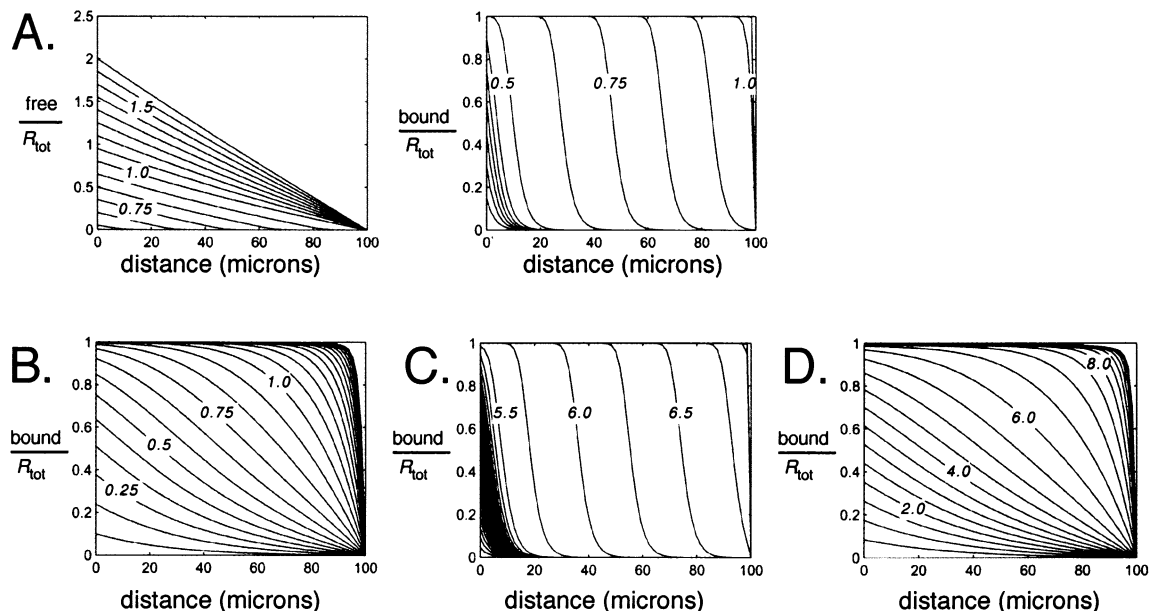 A.
free
R_tot
2.5
2
1.5
1
0.5
0
1.5
1.0
0.75
0 20 40 60 80 100
distance (microns)
bound
R_tot
1
0.8
0.6
0.4
0.2
0
0.5 0.75 1.0
0 20 40 60 80 100
distance (microns)
B.
bound
R_tot
1
0.8
0.6
0.4
0.2
0
1.0
0.75
0.5
0.25
0 20 40 60 80 100
distance (microns)
C.
bound
R_tot
1
0.8
0.6
0.4
0.2
0
5.5 6.0 6.5
0 20 40 60 80 100
distance (microns)
D.
bound
R_tot
1
0.8
0.6
0.4
0.2
0
8.0
6.0
4.0
2.0
0 20 40 60 80 100
distance (microns)